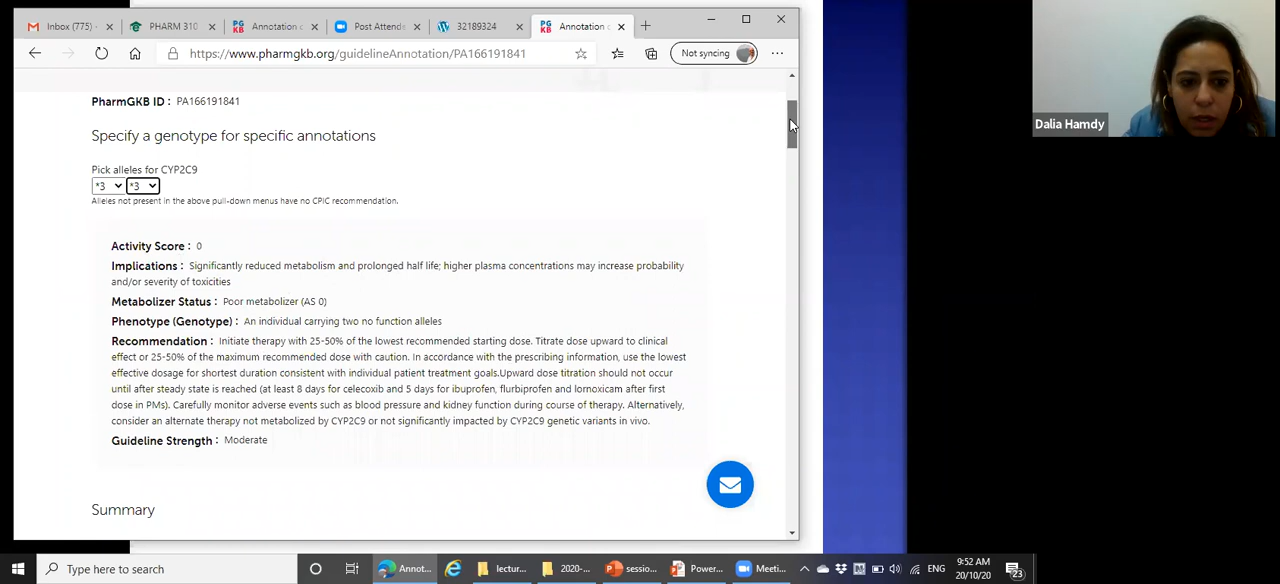 Inbox (775) -
PHARM 310
PG KB Annotation o
Post Attende
32189324
PG KB Annotation o
https://www.pharmgkb.org/guidelineAnnotation/PA166191841
Not syncing
Dalia Hamdy
PharmGKB ID : PA166191841
Specify a genotype for specific annotations
Pick alleles for CYP2C9
*3 *3
Alleles not present in the above pull-down menus have no CPIC recommendation.
Activity Score : 0
Implications : Significantly reduced metabolism and prolonged half life; higher plasma concentrations may increase probability
and/or severity of toxicities
Metabolizer Status : Poor metabolizer (AS 0)
Phenotype (Genotype) : An individual carrying two no function alleles
Recommendation : Initiate therapy with 25-50% of the lowest recommended starting dose. Titrate dose upward to clinical
effect or 25-50% of the maximum recommended dose with caution. In accordance with the prescribing information, use the lowest
effective dosage for shortest duration consistent with individual patient treatment goals.Upward dose titration should not occur
until after steady state is reached (at least 8 days for celecoxib and 5 days for ibuprofen, flurbiprofen and lornoxicam after first
dose in PMs). Carefully monitor adverse events such as blood pressure and kidney function during course of therapy. Alternatively,
consider an alternate therapy not metabolized by CYP2C9 or not significantly impacted by CYP2C9 genetic variants in vivo.
Guideline Strength : Moderate
Summary
Type here to search
Annot...
lectur...
2020-...
sessio...
Power...
Meeti...
ENG
9:52 AM
20/10/20
23